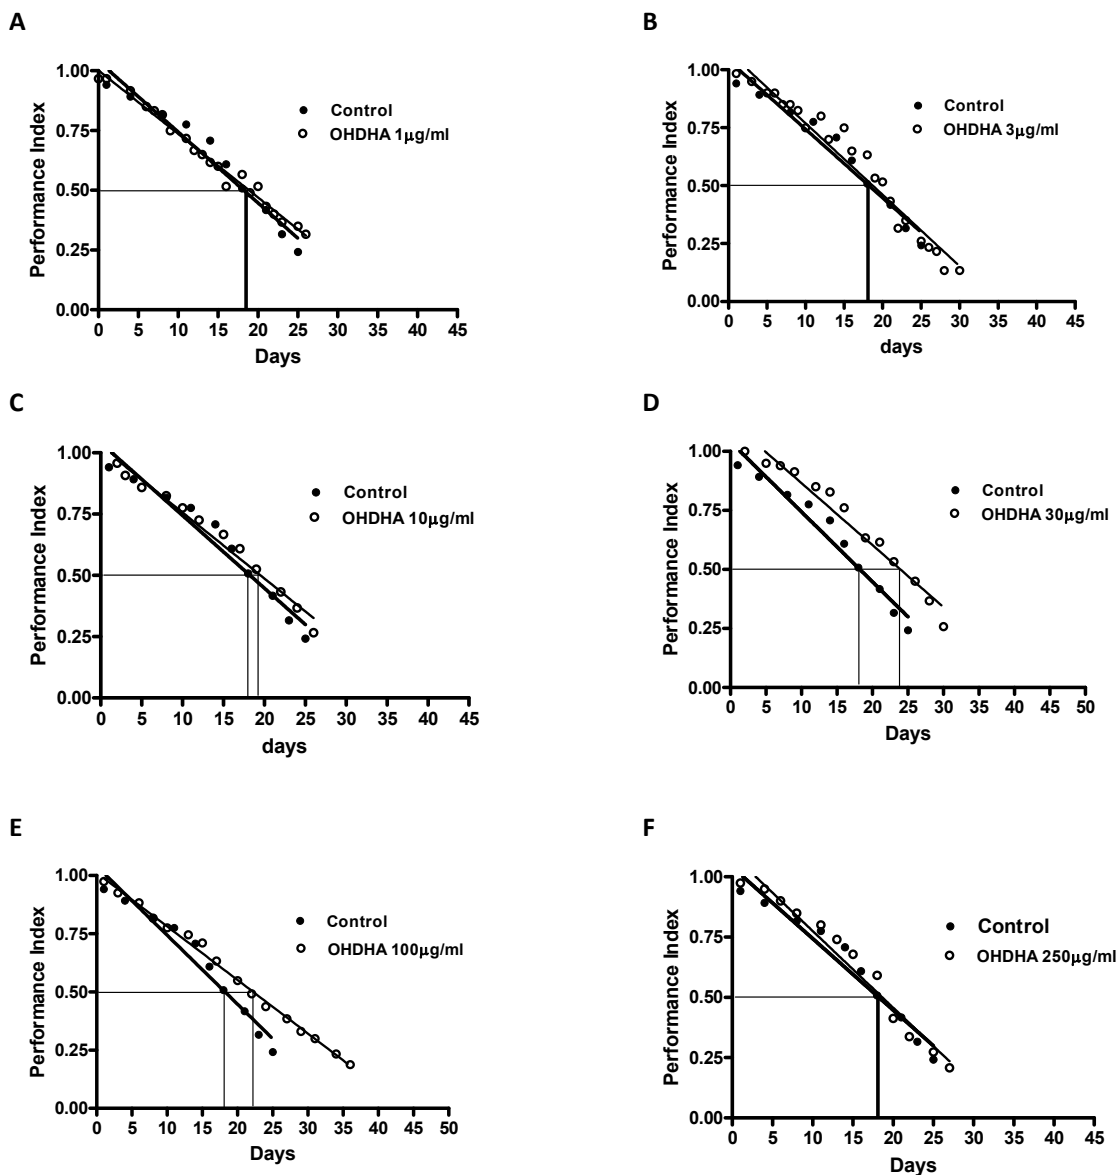 A
1.00
0.75
0.50
0.25
0.00
Performance Index
Control
OHDHA 1µg/ml
0 5 10 15 20 25 30 35 40 45
Days
B
1.00
0.75
0.50
0.25
0.00
Performance Index
Control
OHDHA 3µg/ml
0 5 10 15 20 25 30 35 40 45
days
C
1.00
0.75
0.50
0.25
0.00
Performance Index
Control
OHDHA 10µg/ml
0 5 10 15 20 25 30 35 40 45
days
D
1.00
0.75
0.50
0.25
0.00
Performance Index
Control
OHDHA 30µg/ml
0 5 10 15 20 25 30 35 40 45 50
Days
E
1.00
0.75
0.50
0.25
0.00
Performance Index
Control
OHDHA 100µg/ml
0 5 10 15 20 25 30 35 40 45 50
Days
F
1.00
0.75
0.50
0.25
0.00
Performance Index
Control
OHDHA 250µg/ml
0 5 10 15 20 25 30 35 40 45
Days